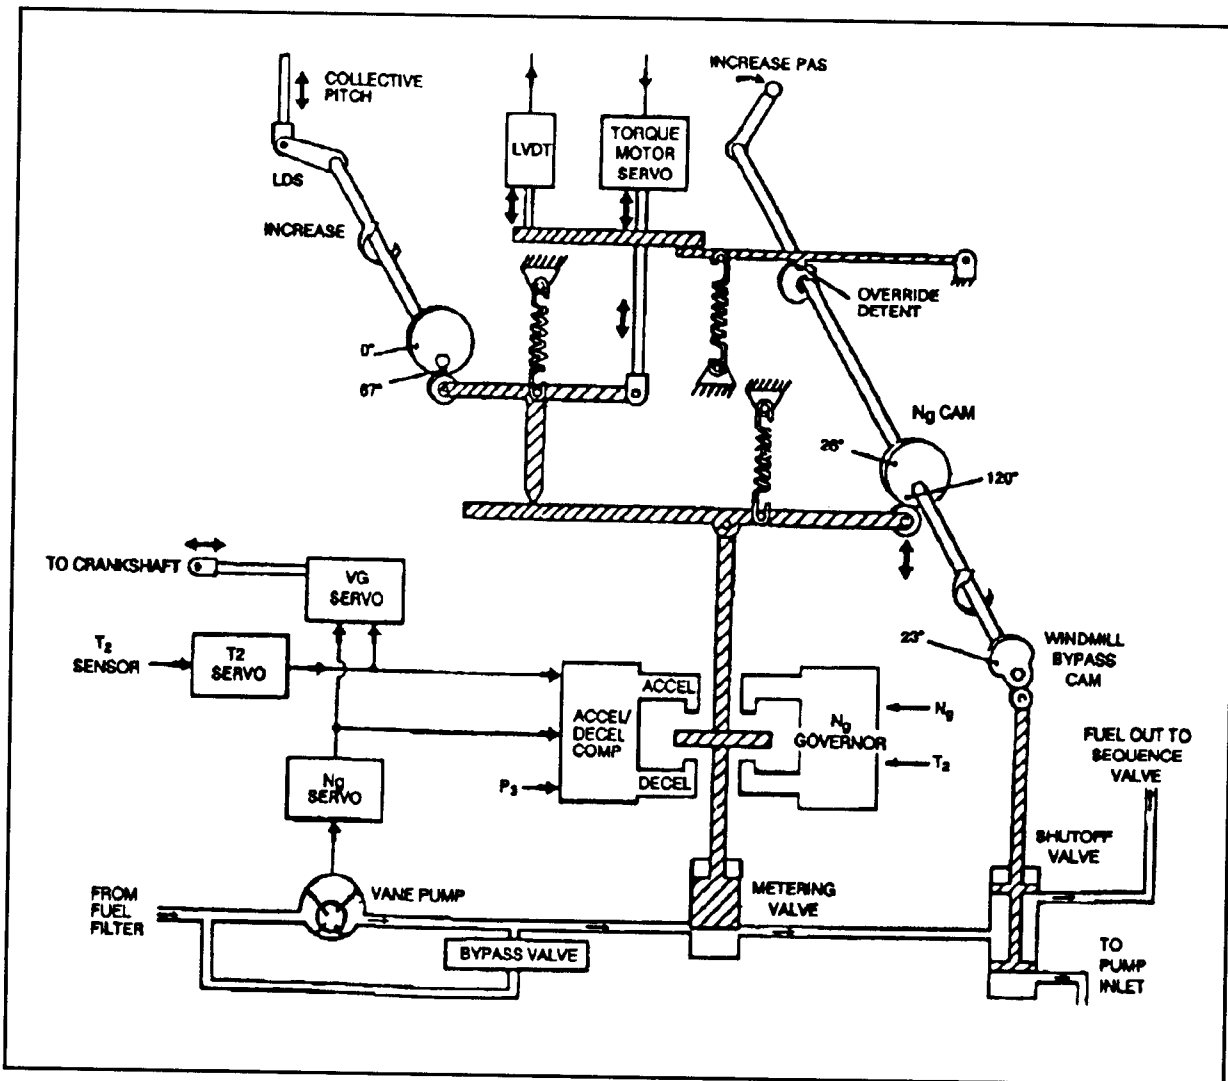 INCREASE PAS
COLLECTIVE
PITCH
LVDT
TORQUE
MOTOR
SERVO
LDS
INCREASE
OVERRIDE
DETENT
0°
67°
Ng CAM
26°
120°
TO CRANKSHAFT
VG
SERVO
T2
SENSOR
T2
SERVO
23°
WINDMILL
BYPASS
CAM
ACCEL
ACCEL/
DECEL
COMP
DECEL
Ng
GOVERNOR
Ng
T2
P3
Ng
SERVO
FUEL OUT TO
SEQUENCE
VALVE
SHUTOFF
VALVE
FROM
FUEL
FILTER
VANE PUMP
METERING
VALVE
BYPASS VALVE
TO
PUMP
INLET